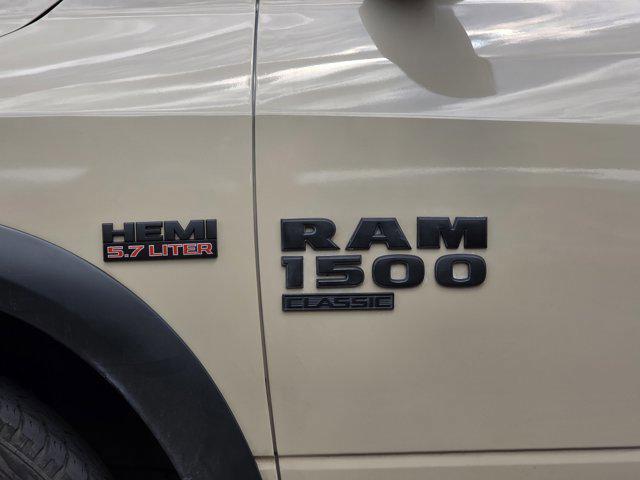 HEMI
5.7 LITER
RAM
1500
CLASSIC